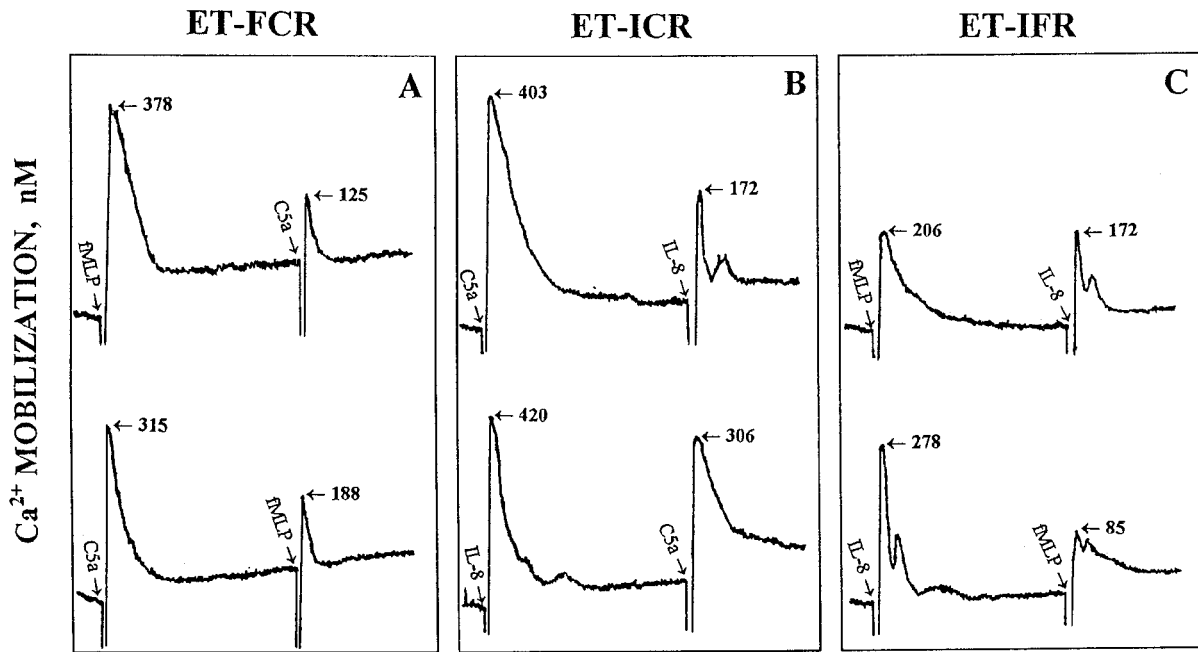 ET-FCR
ET-ICR
ET-IFR
Ca²⁺ MOBILIZATION, nM
A
← 378
← 125
fMLP →
C5a →
← 315
← 188
C5a →
fMLP →
B
← 403
← 172
C5a →
IL-8 →
← 420
← 306
IL-8 →
C5a →
C
← 206
← 172
fMLP →
IL-8 →
← 278
← 85
IL-8 →
fMLP →